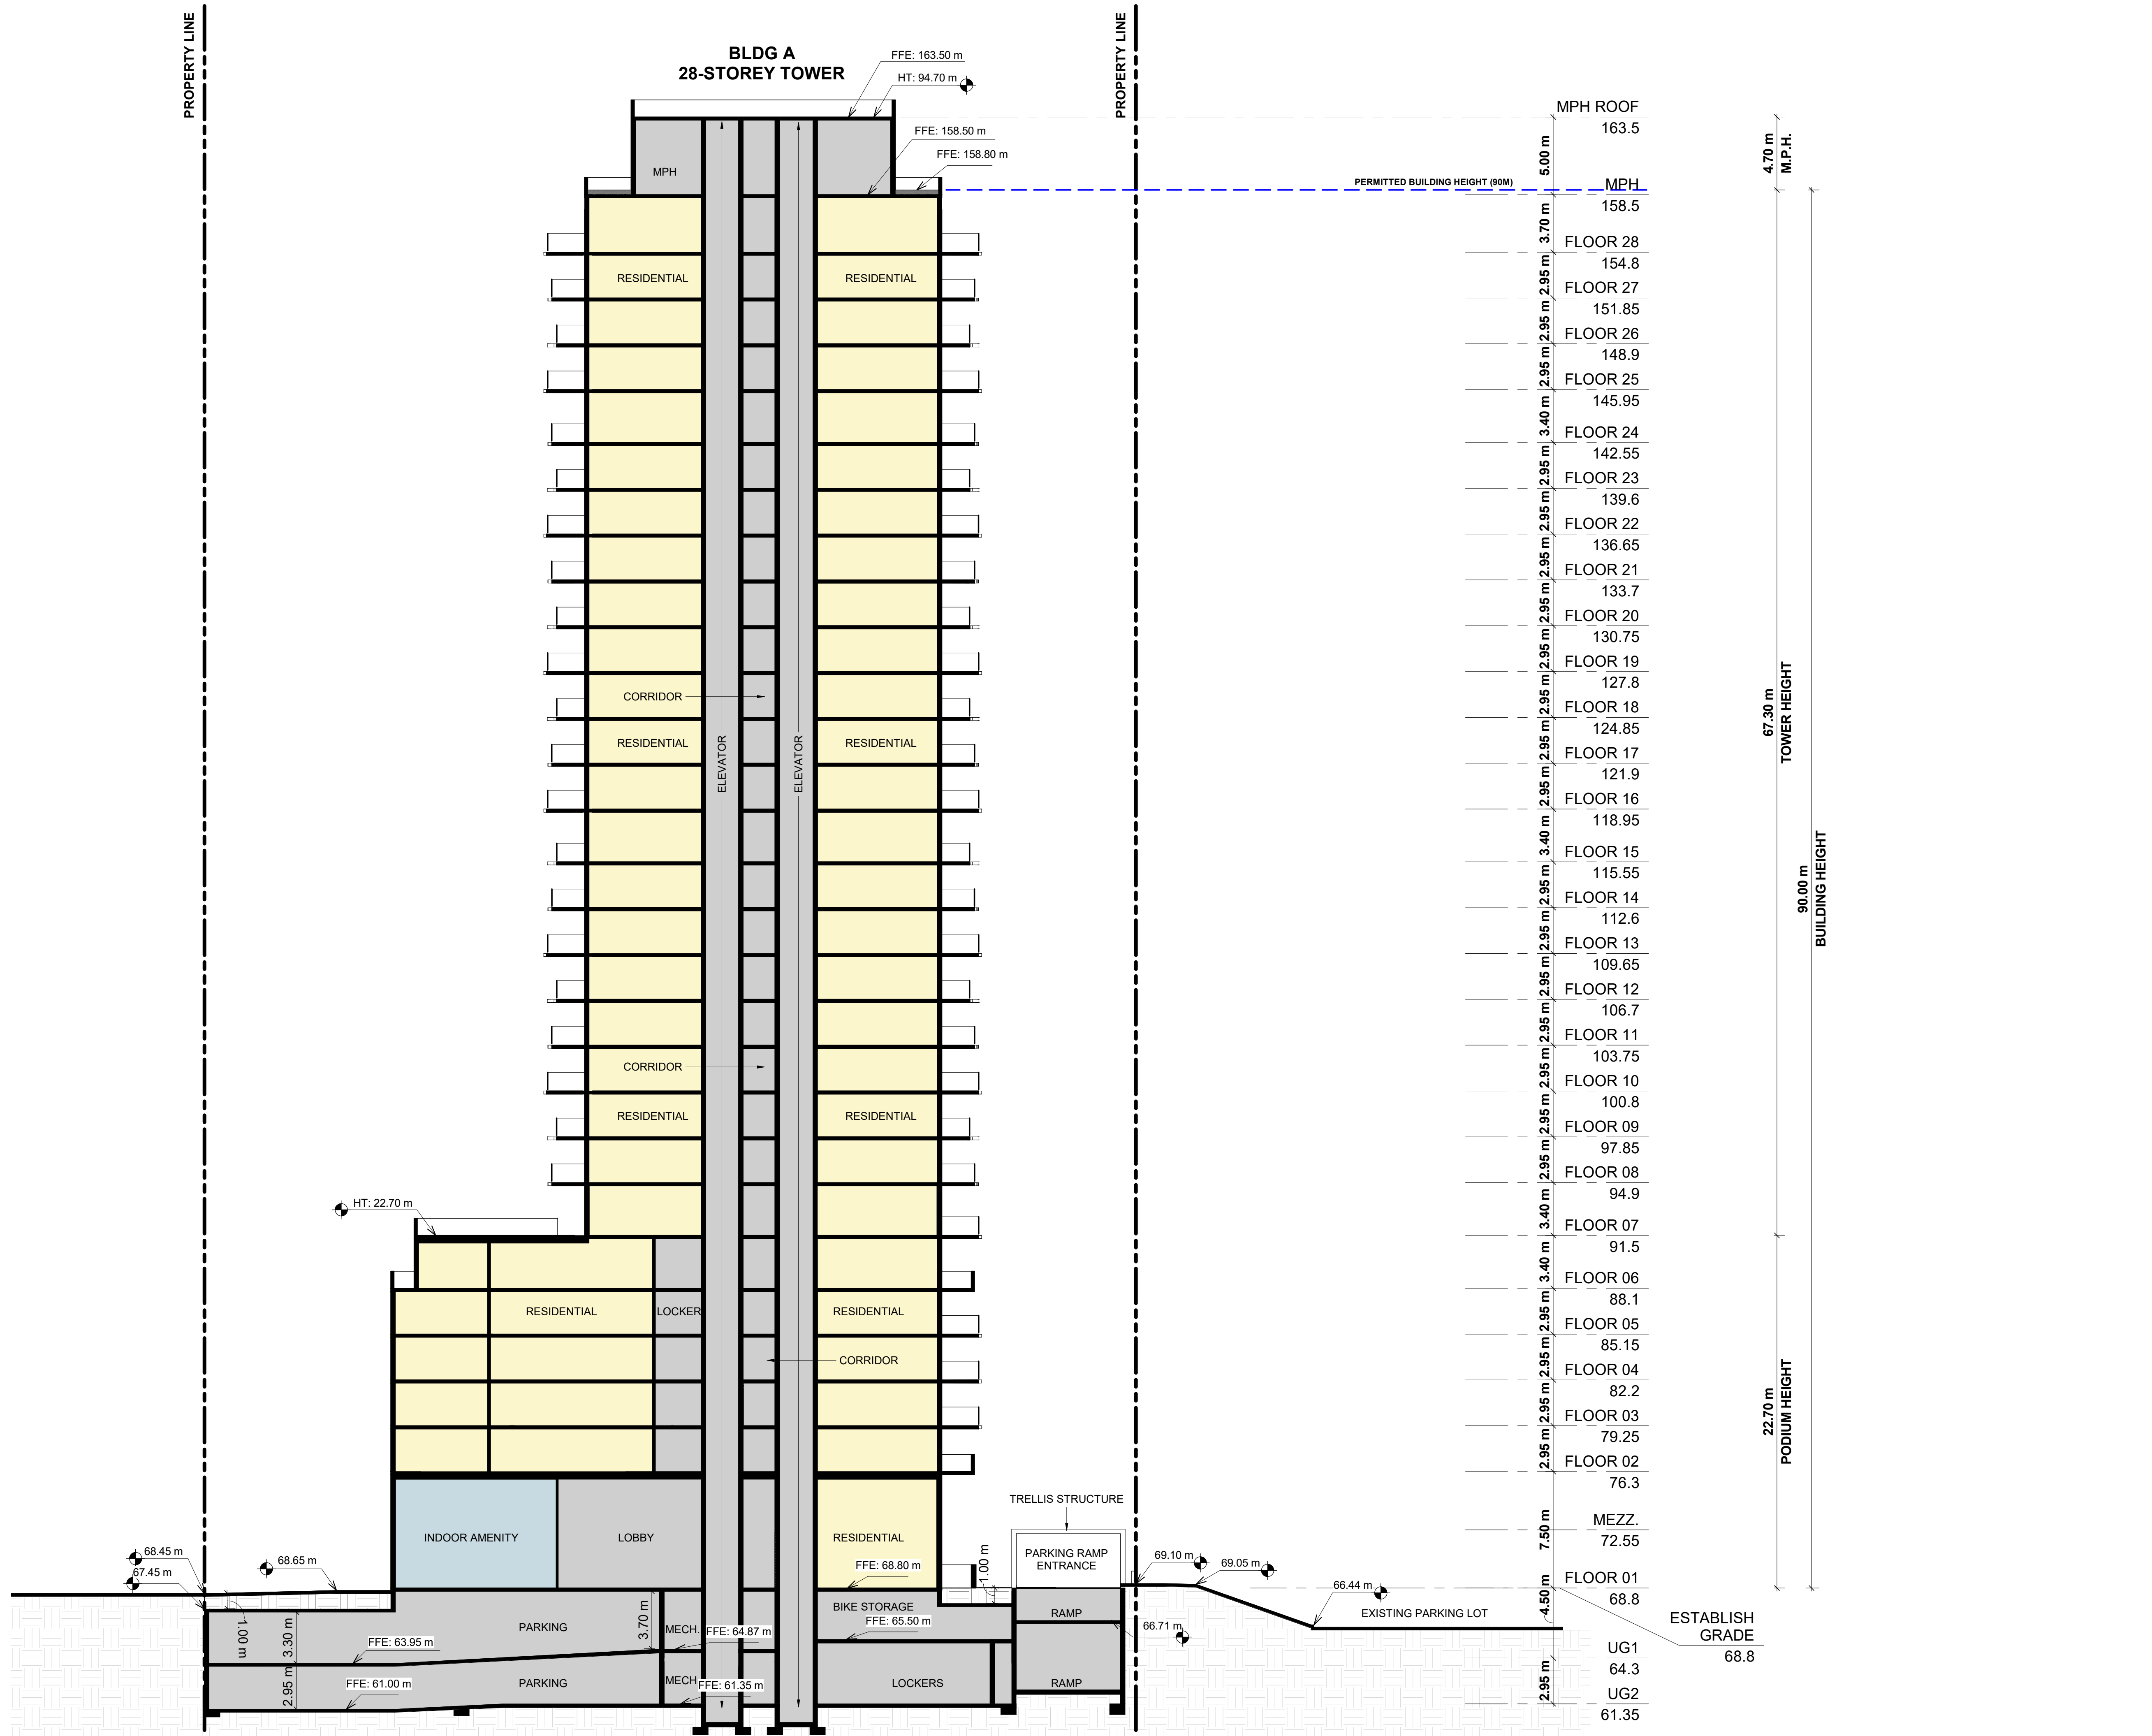 PROPERTY LINE
PROPERTY LINE
BLDG A
28-STOREY TOWER
FFE: 163.50 m
HT: 94.70 m
FFE: 158.50 m
FFE: 158.80 m
MPH
PERMITTED BUILDING HEIGHT (90M)
MPH ROOF
163.5
5.00 m
4.70 m
M.P.H.
MPH
158.5
3.70 m
FLOOR 28
154.8
2.95 m
FLOOR 27
151.85
2.95 m
FLOOR 26
148.9
2.95 m
FLOOR 25
145.95
3.40 m
FLOOR 24
142.55
2.95 m
FLOOR 23
139.6
2.95 m
FLOOR 22
136.65
2.95 m
FLOOR 21
133.7
2.95 m
FLOOR 20
130.75
2.95 m
FLOOR 19
127.8
2.95 m
FLOOR 18
124.85
2.95 m
FLOOR 17
121.9
2.95 m
FLOOR 16
118.95
3.40 m
FLOOR 15
115.55
2.95 m
FLOOR 14
112.6
2.95 m
FLOOR 13
109.65
2.95 m
FLOOR 12
106.7
2.95 m
FLOOR 11
103.75
2.95 m
FLOOR 10
100.8
2.95 m
FLOOR 09
97.85
2.95 m
FLOOR 08
94.9
3.40 m
FLOOR 07
91.5
3.40 m
FLOOR 06
88.1
2.95 m
FLOOR 05
85.15
2.95 m
FLOOR 04
82.2
2.95 m
FLOOR 03
79.25
2.95 m
FLOOR 02
76.3
7.50 m
MEZZ.
72.55
FLOOR 01
68.8
4.50 m
UG1
64.3
2.95 m
UG2
61.35
67.30 m
TOWER HEIGHT
22.70 m
PODIUM HEIGHT
90.00 m
BUILDING HEIGHT
ESTABLISH
GRADE
68.8
RESIDENTIAL
RESIDENTIAL
CORRIDOR
RESIDENTIAL
RESIDENTIAL
ELEVATOR
ELEVATOR
CORRIDOR
RESIDENTIAL
RESIDENTIAL
HT: 22.70 m
RESIDENTIAL
LOCKER
RESIDENTIAL
CORRIDOR
INDOOR AMENITY
LOBBY
RESIDENTIAL
FFE: 68.80 m
TRELLIS STRUCTURE
PARKING RAMP
ENTRANCE
1.00 m
68.45 m
67.45 m
68.65 m
69.10 m
69.05 m
66.44 m
EXISTING PARKING LOT
66.71 m
1.00 m
3.30 m
FFE: 63.95 m
PARKING
3.70 m
MECH.
FFE: 64.87 m
BIKE STORAGE
FFE: 65.50 m
RAMP
2.95 m
FFE: 61.00 m
PARKING
MECH.
FFE: 61.35 m
LOCKERS
RAMP